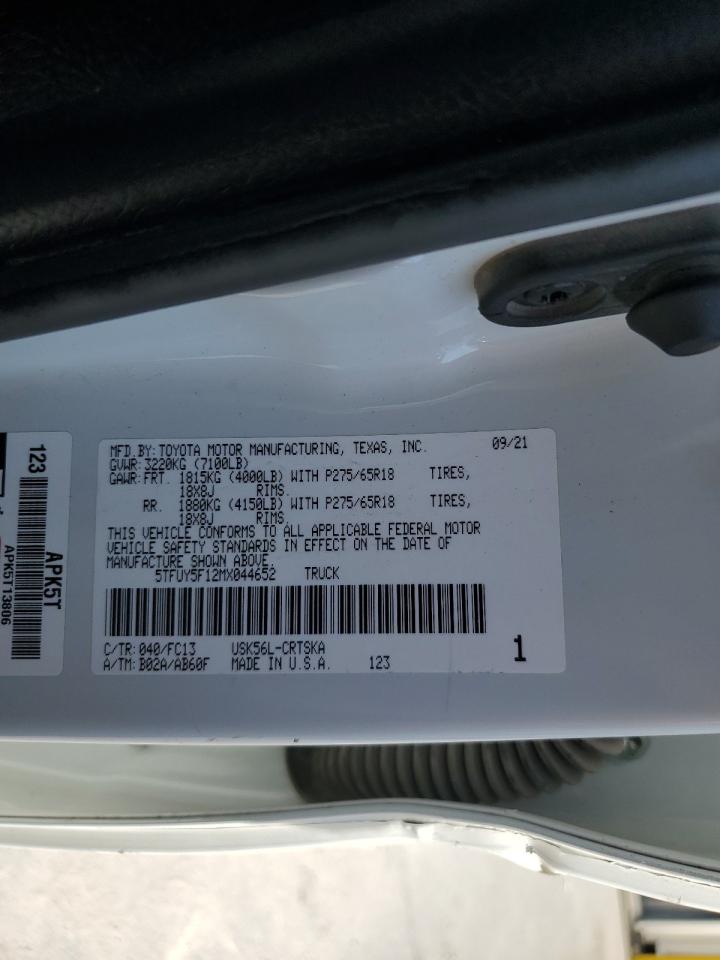 MFD.BY:TOYOTA MOTOR MANUFACTURING, TEXAS, INC. 09/21
GVWR:3220KG (7100LB)
GAWR:FRT. 1815KG (4000LB) WITH P275/65R18 TIRES,
18X8J RIMS.
RR. 1880KG (4150LB) WITH P275/65R18 TIRES,
18X8J RIMS.
THIS VEHICLE CONFORMS TO ALL APPLICABLE FEDERAL MOTOR
VEHICLE SAFETY STANDARDS IN EFFECT ON THE DATE OF
MANUFACTURE SHOWN ABOVE.
5TFUY5F12MX044652 TRUCK
C/TR:040/FC13 USK56L-CRTSKA 1
A/TM:B02A/AB60F MADE IN U.S.A. 123
123
APK5T
APK5T13806